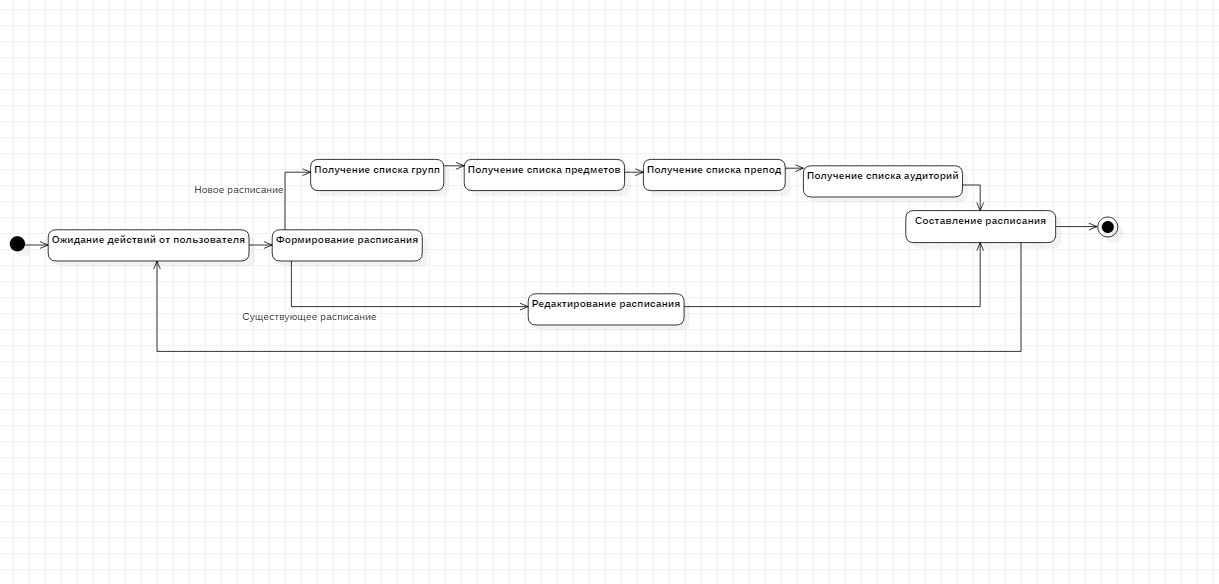 Получение списка групп
Получение списка предметов
Получение списка препод
Получение списка аудиторий
Новое расписание
Составление расписания
Ожидание действий от пользователя
Формирование расписания
Редактирование расписания
Существующее расписание